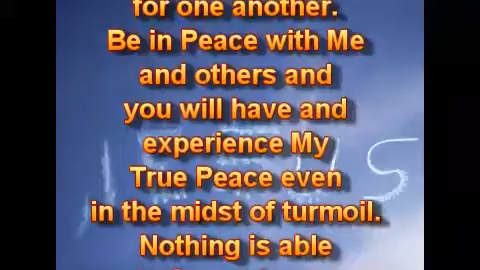 for one another.
Be in Peace with Me
and others and
you will have and
experience My
True Peace even
in the midst of turmoil.
Nothing is able
JESUS